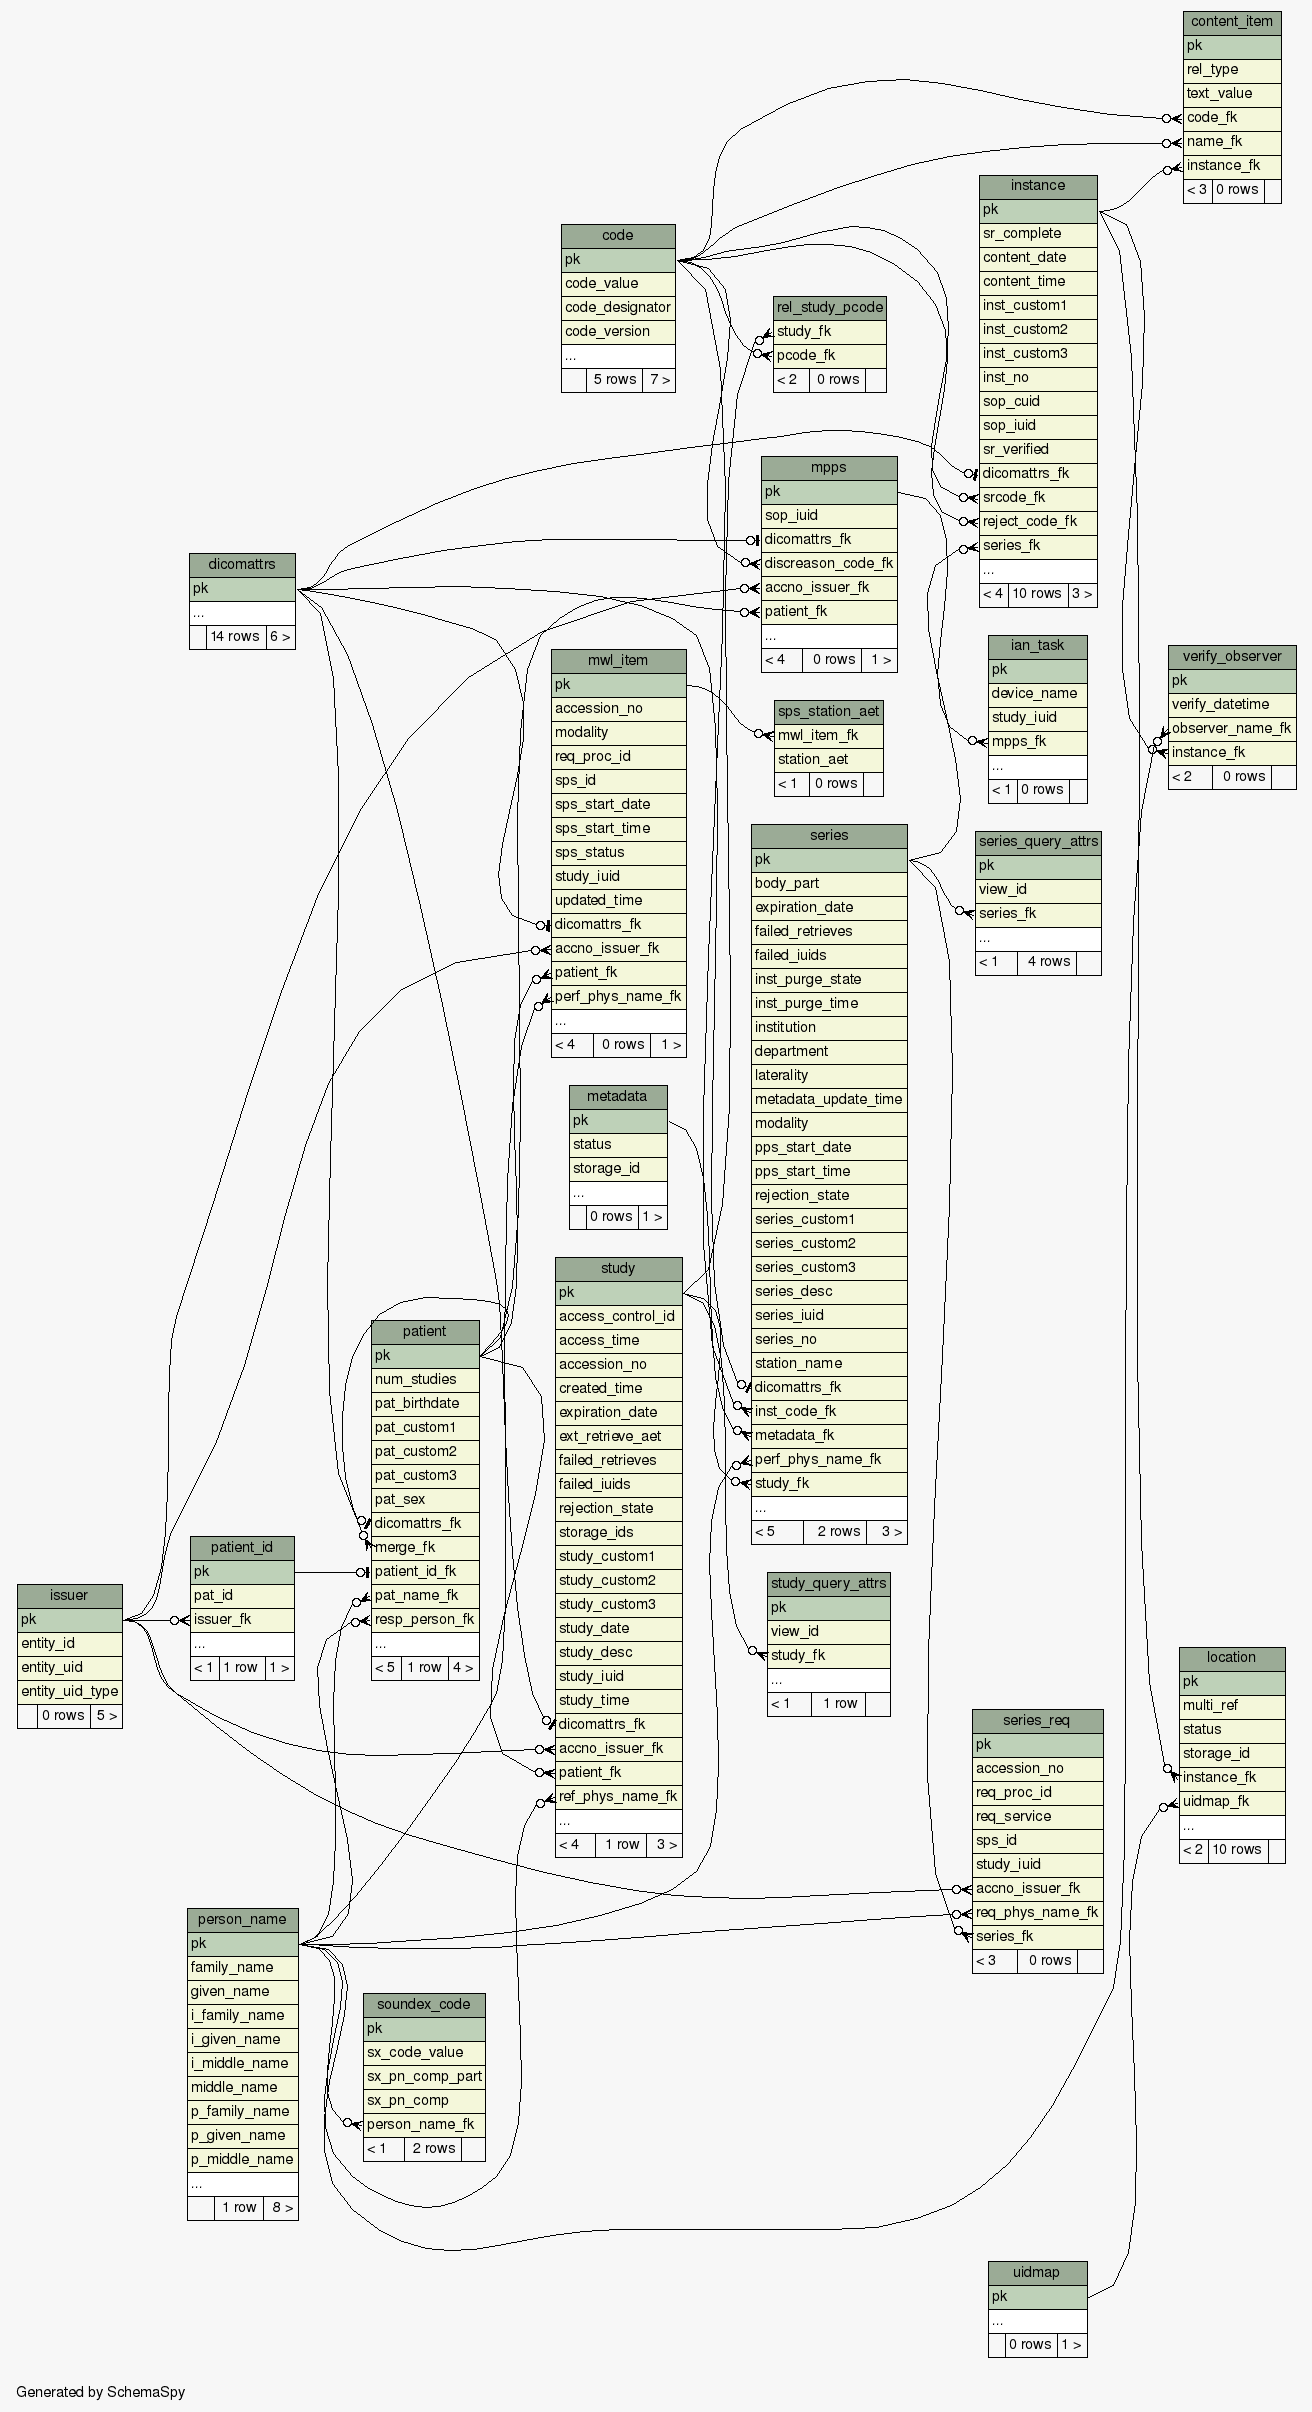 content_item
pk
rel_type
text_value
code_fk
name_fk
instance_fk
< 3 0 rows
instance
pk
sr_complete
content_date
content_time
inst_custom1
inst_custom2
inst_custom3
inst_no
sop_cuid
sop_iuid
sr_verified
dicomattrs_fk
srcode_fk
reject_code_fk
series_fk
...
< 4 10 rows 3 >
code
pk
code_value
code_designator
code_version
...
5 rows 7 >
rel_study_pcode
study_fk
pcode_fk
< 2 0 rows
mpps
pk
sop_iuid
dicomattrs_fk
discreason_code_fk
accno_issuer_fk
patient_fk
...
< 4 0 rows 1 >
dicomattrs
pk
...
14 rows 6 >
ian_task
pk
device_name
study_iuid
mpps_fk
...
< 1 0 rows
verify_observer
pk
verify_datetime
observer_name_fk
instance_fk
< 2 0 rows
mwl_item
pk
accession_no
modality
req_proc_id
sps_id
sps_start_date
sps_start_time
sps_status
study_iuid
updated_time
dicomattrs_fk
accno_issuer_fk
patient_fk
perf_phys_name_fk
...
< 4 0 rows 1 >
sps_station_aet
mwl_item_fk
station_aet
< 1 0 rows
series
pk
body_part
expiration_date
failed_retrieves
failed_iuids
inst_purge_state
inst_purge_time
institution
department
laterality
metadata_update_time
modality
pps_start_date
pps_start_time
rejection_state
series_custom1
series_custom2
series_custom3
series_desc
series_iuid
series_no
station_name
dicomattrs_fk
inst_code_fk
metadata_fk
perf_phys_name_fk
study_fk
...
< 5 2 rows 3 >
series_query_attrs
pk
view_id
series_fk
...
< 1 4 rows
metadata
pk
status
storage_id
...
0 rows 1 >
study
pk
access_control_id
access_time
accession_no
created_time
expiration_date
ext_retrieve_aet
failed_retrieves
failed_iuids
rejection_state
storage_ids
study_custom1
study_custom2
study_custom3
study_date
study_desc
study_iuid
study_time
dicomattrs_fk
accno_issuer_fk
patient_fk
ref_phys_name_fk
...
< 4 1 row 3 >
patient
pk
num_studies
pat_birthdate
pat_custom1
pat_custom2
pat_custom3
pat_sex
dicomattrs_fk
merge_fk
patient_id_fk
pat_name_fk
resp_person_fk
...
< 5 1 row 4 >
patient_id
pk
pat_id
issuer_fk
...
< 1 1 row 1 >
issuer
pk
entity_id
entity_uid
entity_uid_type
0 rows 5 >
study_query_attrs
pk
view_id
study_fk
...
< 1 1 row
location
pk
multi_ref
status
storage_id
instance_fk
uidmap_fk
...
< 2 10 rows
series_req
pk
accession_no
req_proc_id
req_service
sps_id
study_iuid
accno_issuer_fk
req_phys_name_fk
series_fk
< 3 0 rows
person_name
pk
family_name
given_name
i_family_name
i_given_name
i_middle_name
middle_name
p_family_name
p_given_name
p_middle_name
...
1 row 8 >
soundex_code
pk
sx_code_value
sx_pn_comp_part
sx_pn_comp
person_name_fk
< 1 2 rows
uidmap
pk
...
0 rows 1 >
Generated by SchemaSpy